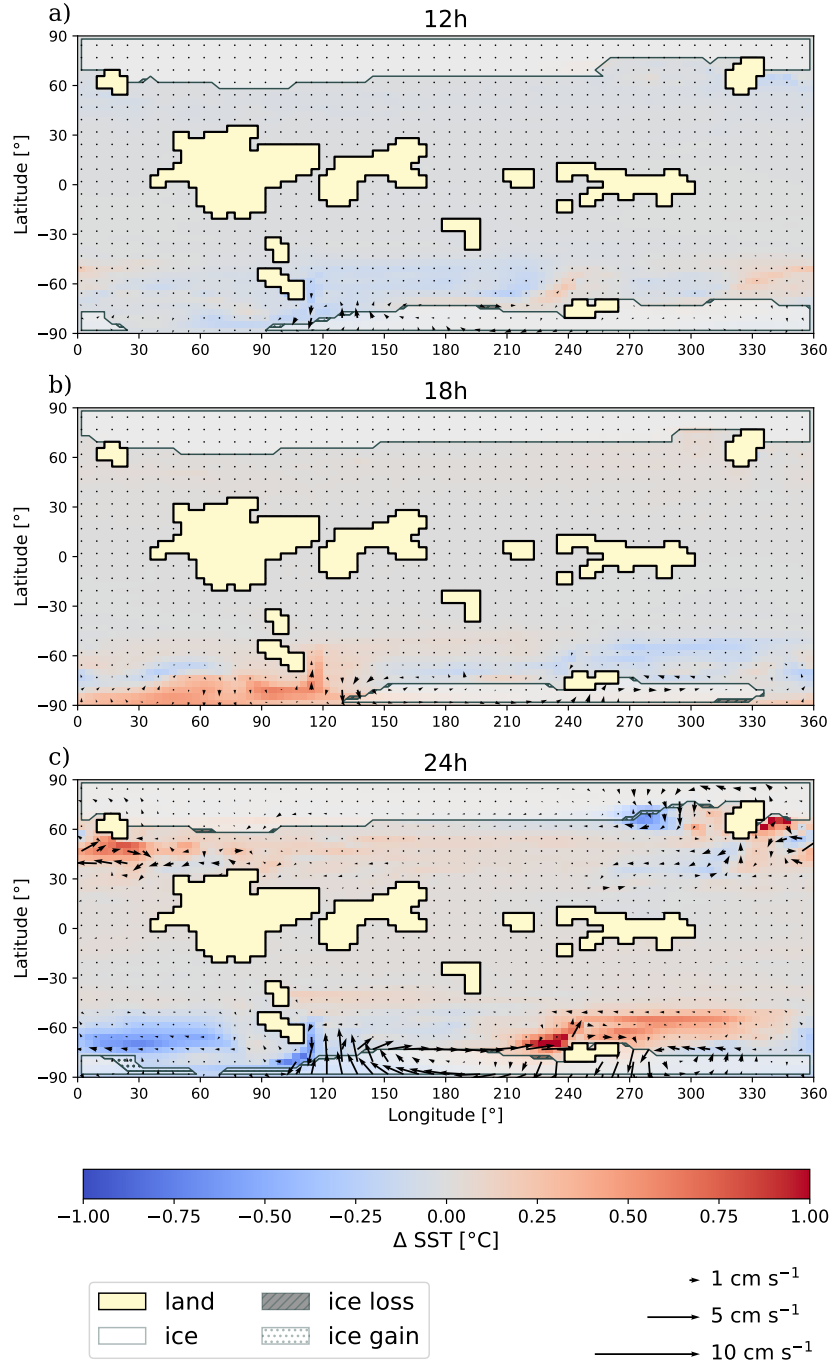 a)
12h
90
60
30
0
−30
−60
−90
Latitude [°]
0 30 60 90 120 150 180 210 240 270 300 330 360
b)
18h
90
60
30
0
−30
−60
−90
Latitude [°]
0 30 60 90 120 150 180 210 240 270 300 330 360
c)
24h
90
60
30
0
−30
−60
−90
Latitude [°]
0 30 60 90 120 150 180 210 240 270 300 330 360
Longitude [°]
−1.00 −0.75 −0.50 −0.25 0.00 0.25 0.50 0.75 1.00
Δ SST [°C]
land
ice
ice loss
ice gain
1 cm s⁻¹
5 cm s⁻¹
10 cm s⁻¹